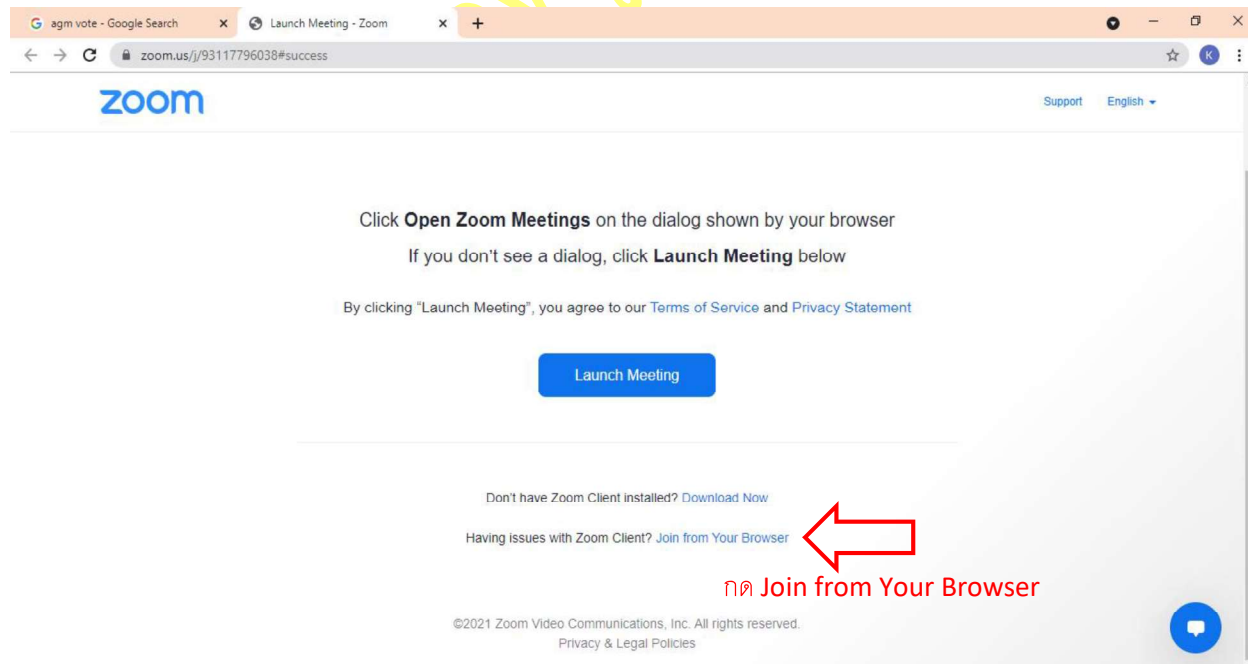 agm vote - Google Search
Launch Meeting - Zoom
zoom.us/j/93117796038#success
K
zoom
Support English
Click Open Zoom Meetings on the dialog shown by your browser
If you don't see a dialog, click Launch Meeting below
By clicking “Launch Meeting”, you agree to our Terms of Service and Privacy Statement
Launch Meeting
Don't have Zoom Client installed? Download Now
Having issues with Zoom Client? Join from Your Browser
กด Join from Your Browser
©2021 Zoom Video Communications, Inc. All rights reserved.
Privacy & Legal Policies